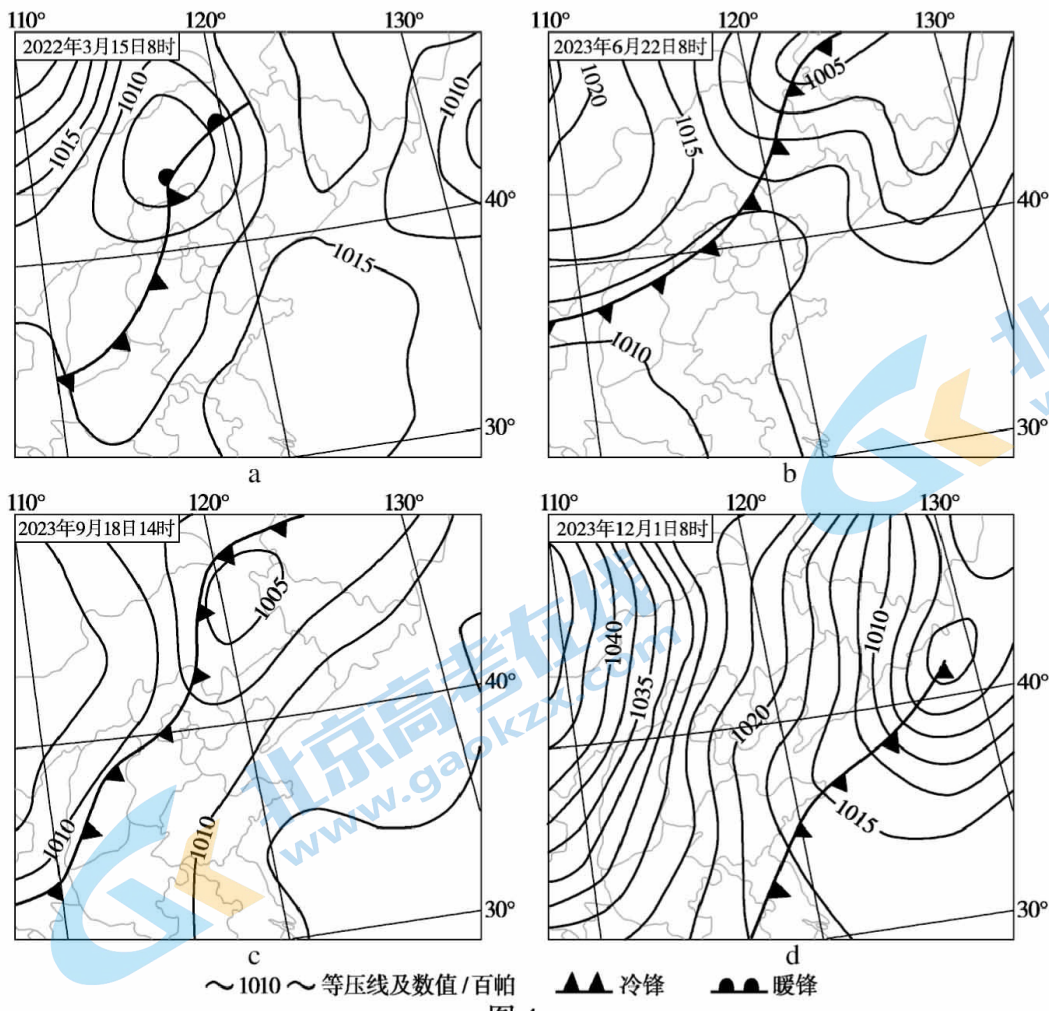 110° 120° 130° 110° 120° 130°
2022年3月15日8时 2023年6月22日8时
1010 1015 1010 1015 40°
1020 1015 1005 1010 40°
30° 30°
a b
110° 120° 130° 110° 120° 130°
2023年9月18日14时 2023年12月1日8时
1005 1010 1010 40°
1040 1035 1020 1010 1015 40°
30° 30°
c d
北京高考在线
www.gaokzx.com
北
w
~1010~ 等压线及数值/百帕 冷锋 暖锋